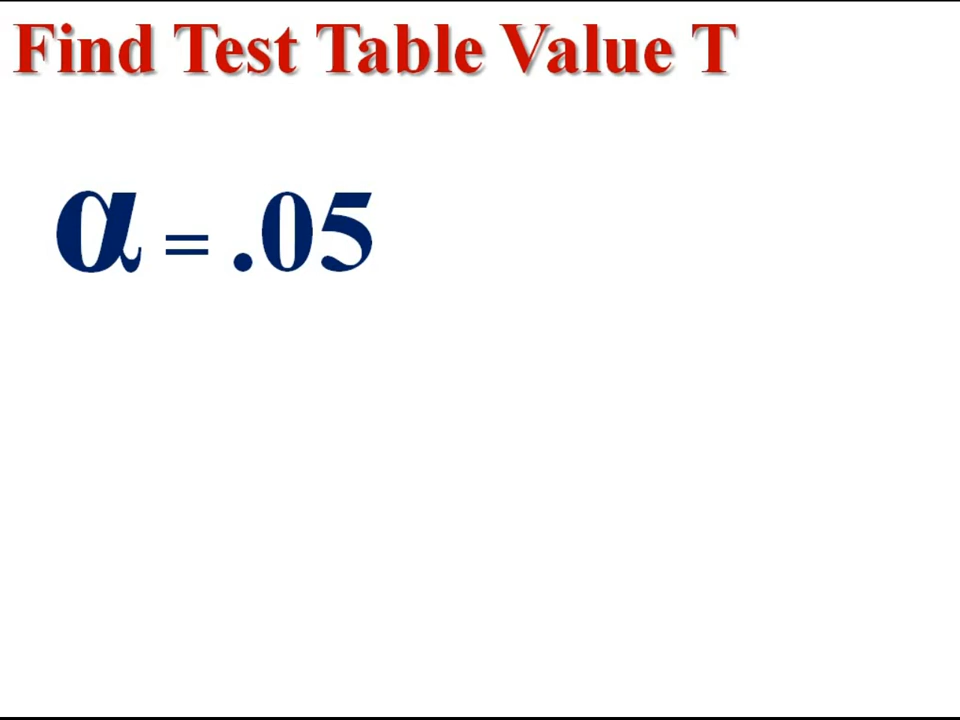 Find Test Table Value T
α = .05